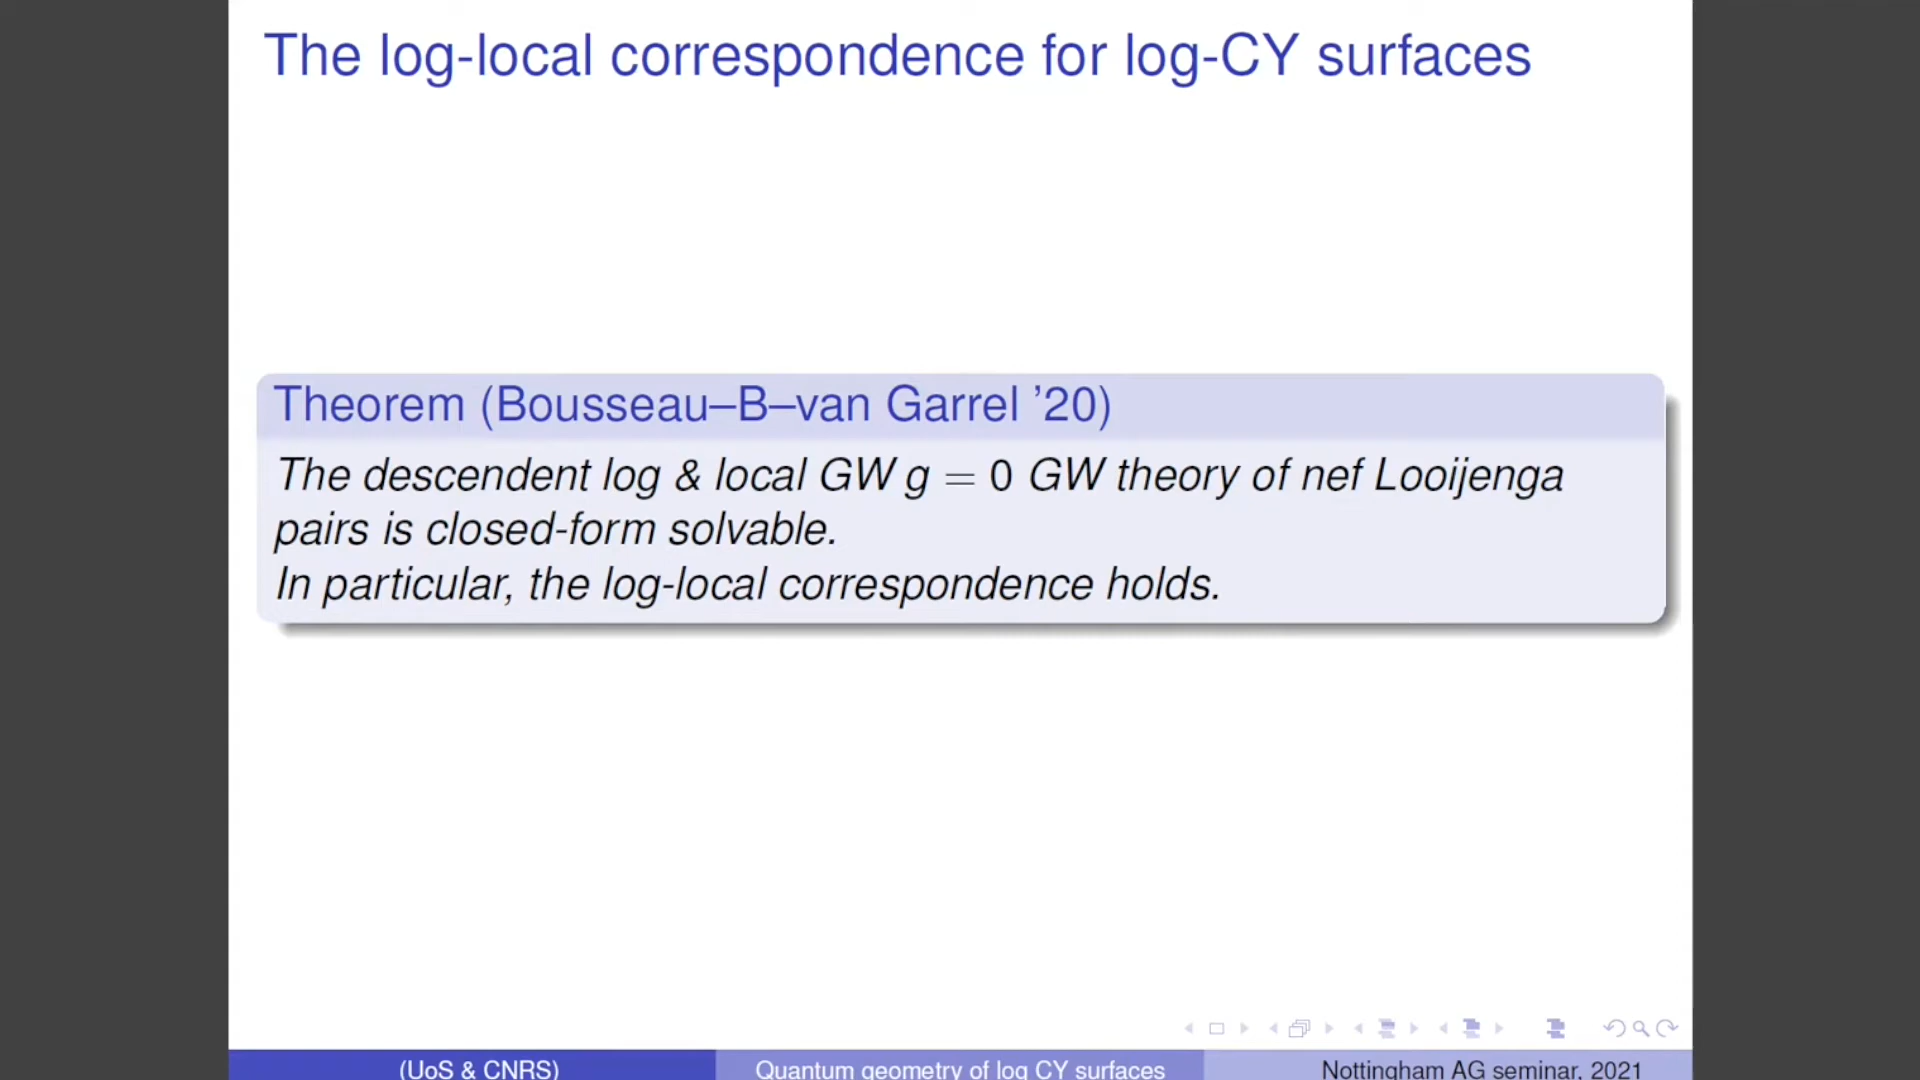 The log-local correspondence for log-CY surfaces
Theorem (Bousseau–B–van Garrel ’20)
The descendent log & local GW g = 0 GW theory of nef Looijenga
pairs is closed-form solvable.
In particular, the log-local correspondence holds.
(UoS & CNRS)
Quantum geometry of log CY surfaces
Nottingham AG seminar, 2021